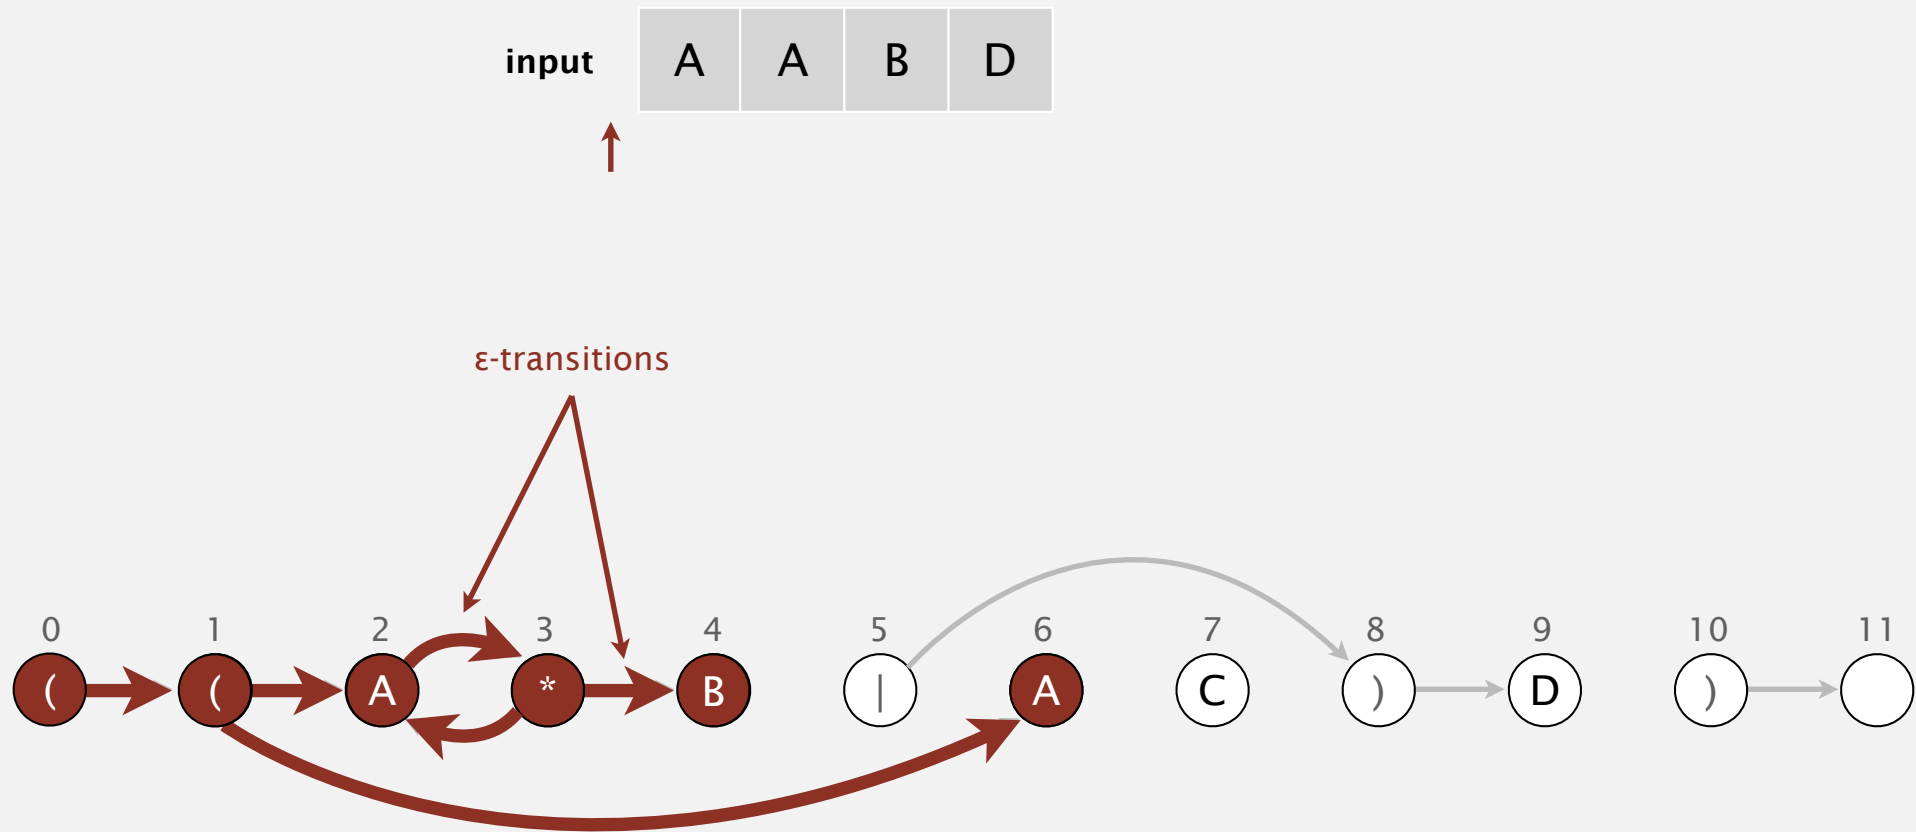 input A A B D
ε-transitions
0 1 2 3 4 5 6 7 8 9 10 11
( ( A * B | A C ) D )